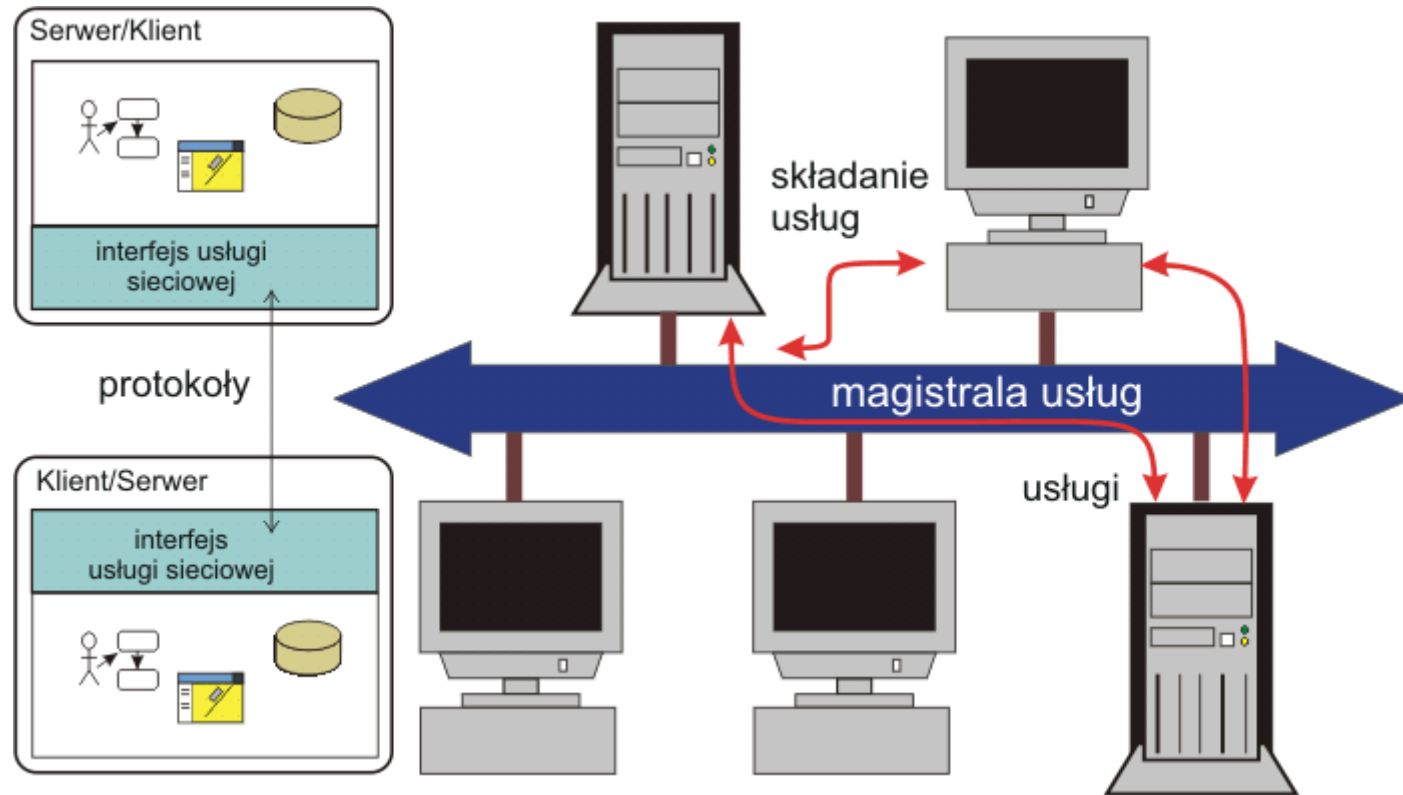 Serwer/Klient
interfejs usługi
sieciowej
protokoły
Klient/Serwer
interfejs
usługi sieciowej
składanie
usług
magistrala usług
usługi